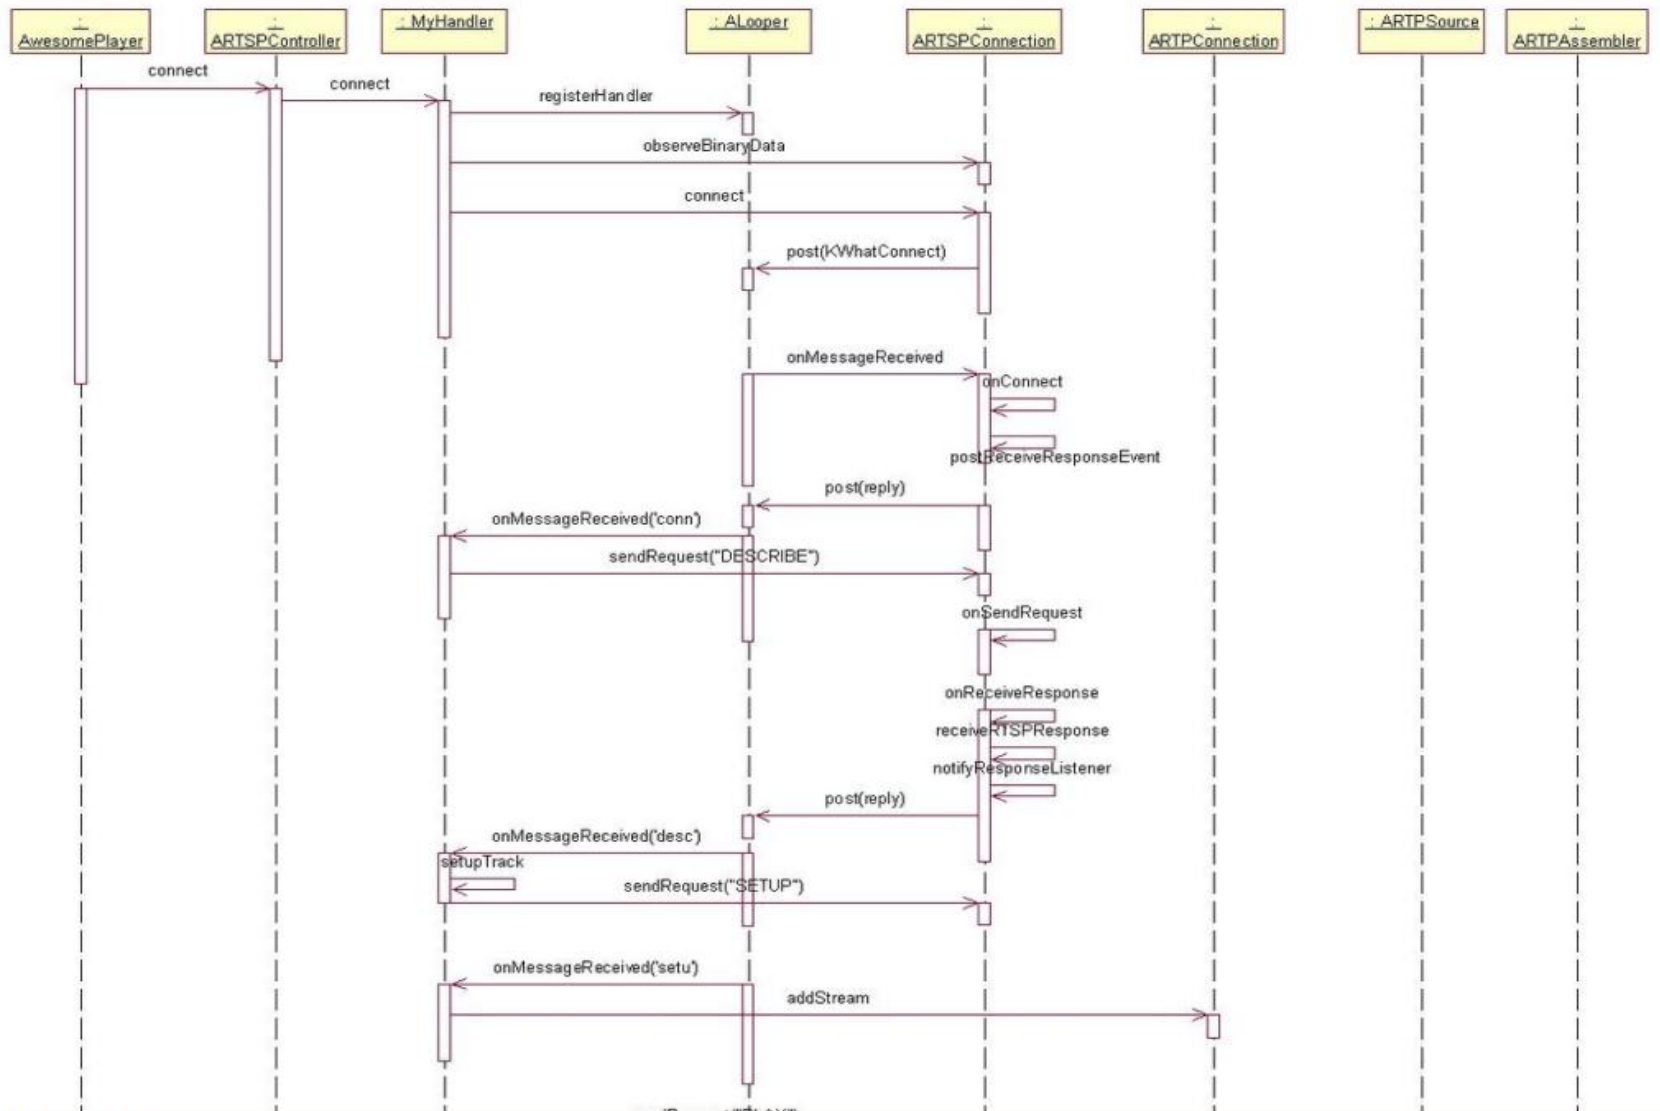 :
AwesomePlayer
:
ARTSPController
: MyHandler
: ALooper
:
ARTSPConnection
:
ARTPConnection
: ARTPSource
:
ARTPAssembler
connect
connect
registerHandler
observeBinaryData
connect
post(KWhatConnect)
onMessageReceived
onConnect
postReceiveResponseEvent
post(reply)
onMessageReceived('conn')
sendRequest("DESCRIBE")
onSendRequest
onReceiveResponse
receiveRTSPResponse
notifyResponseListener
post(reply)
onMessageReceived('desc')
setupTrack
sendRequest("SETUP")
onMessageReceived('setu')
addStream